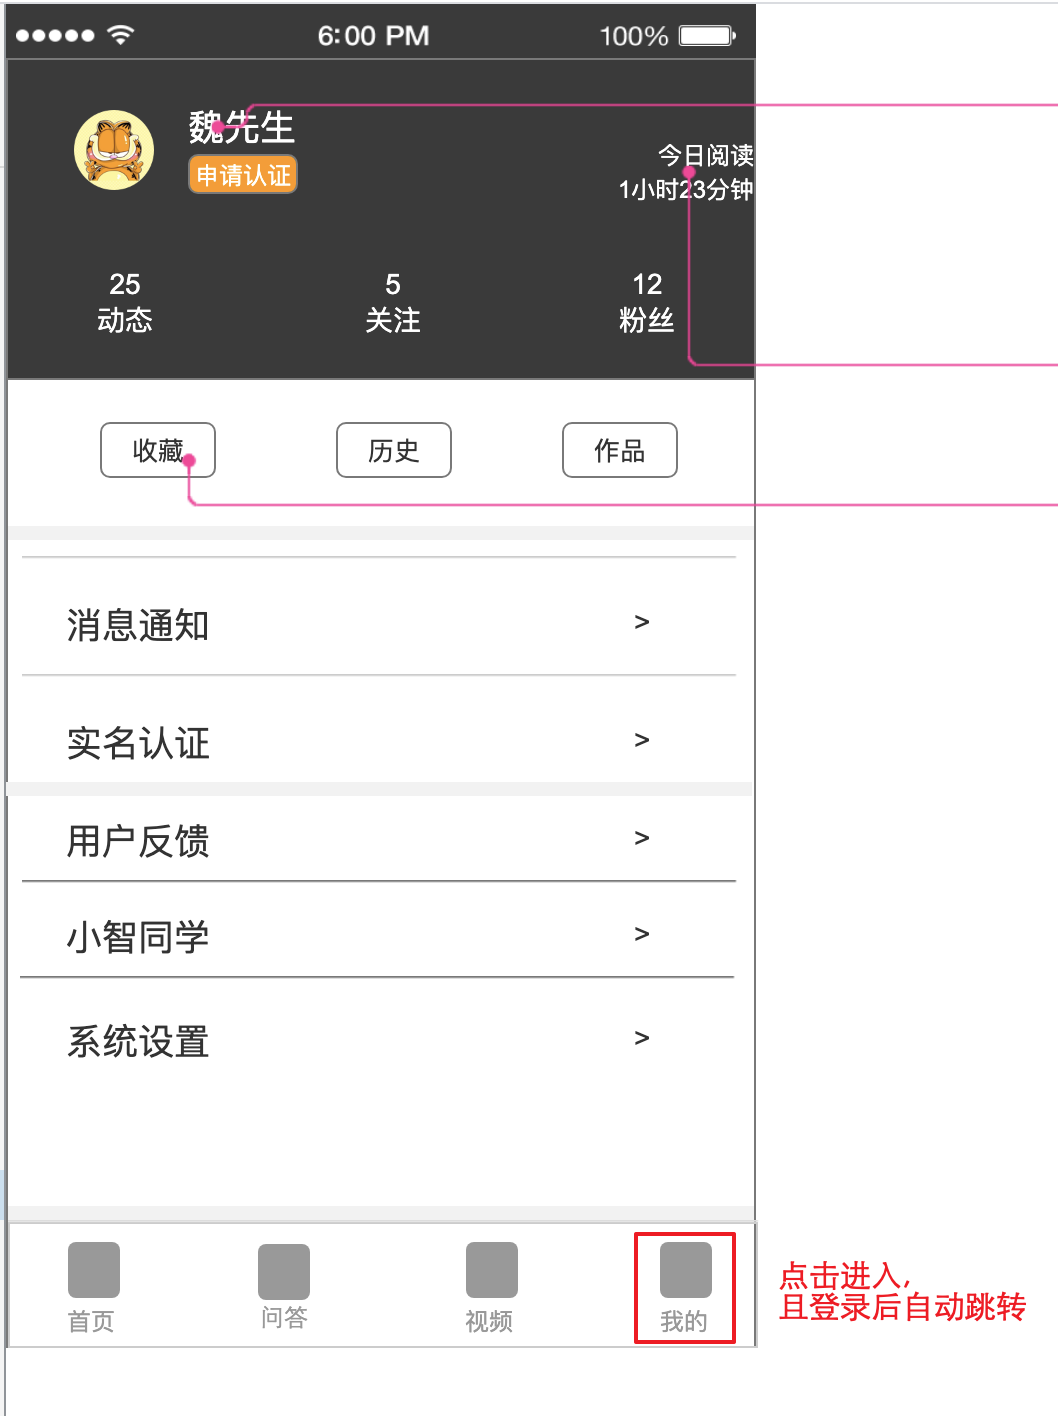 6:00 PM
100%
魏先生
申请认证
今日阅读
1小时23分钟
25
动态
5
关注
12
粉丝
收藏
历史
作品
消息通知
>
实名认证
>
用户反馈
>
小智同学
>
系统设置
>
首页
问答
视频
我的
点击进入,
且登录后自动跳转